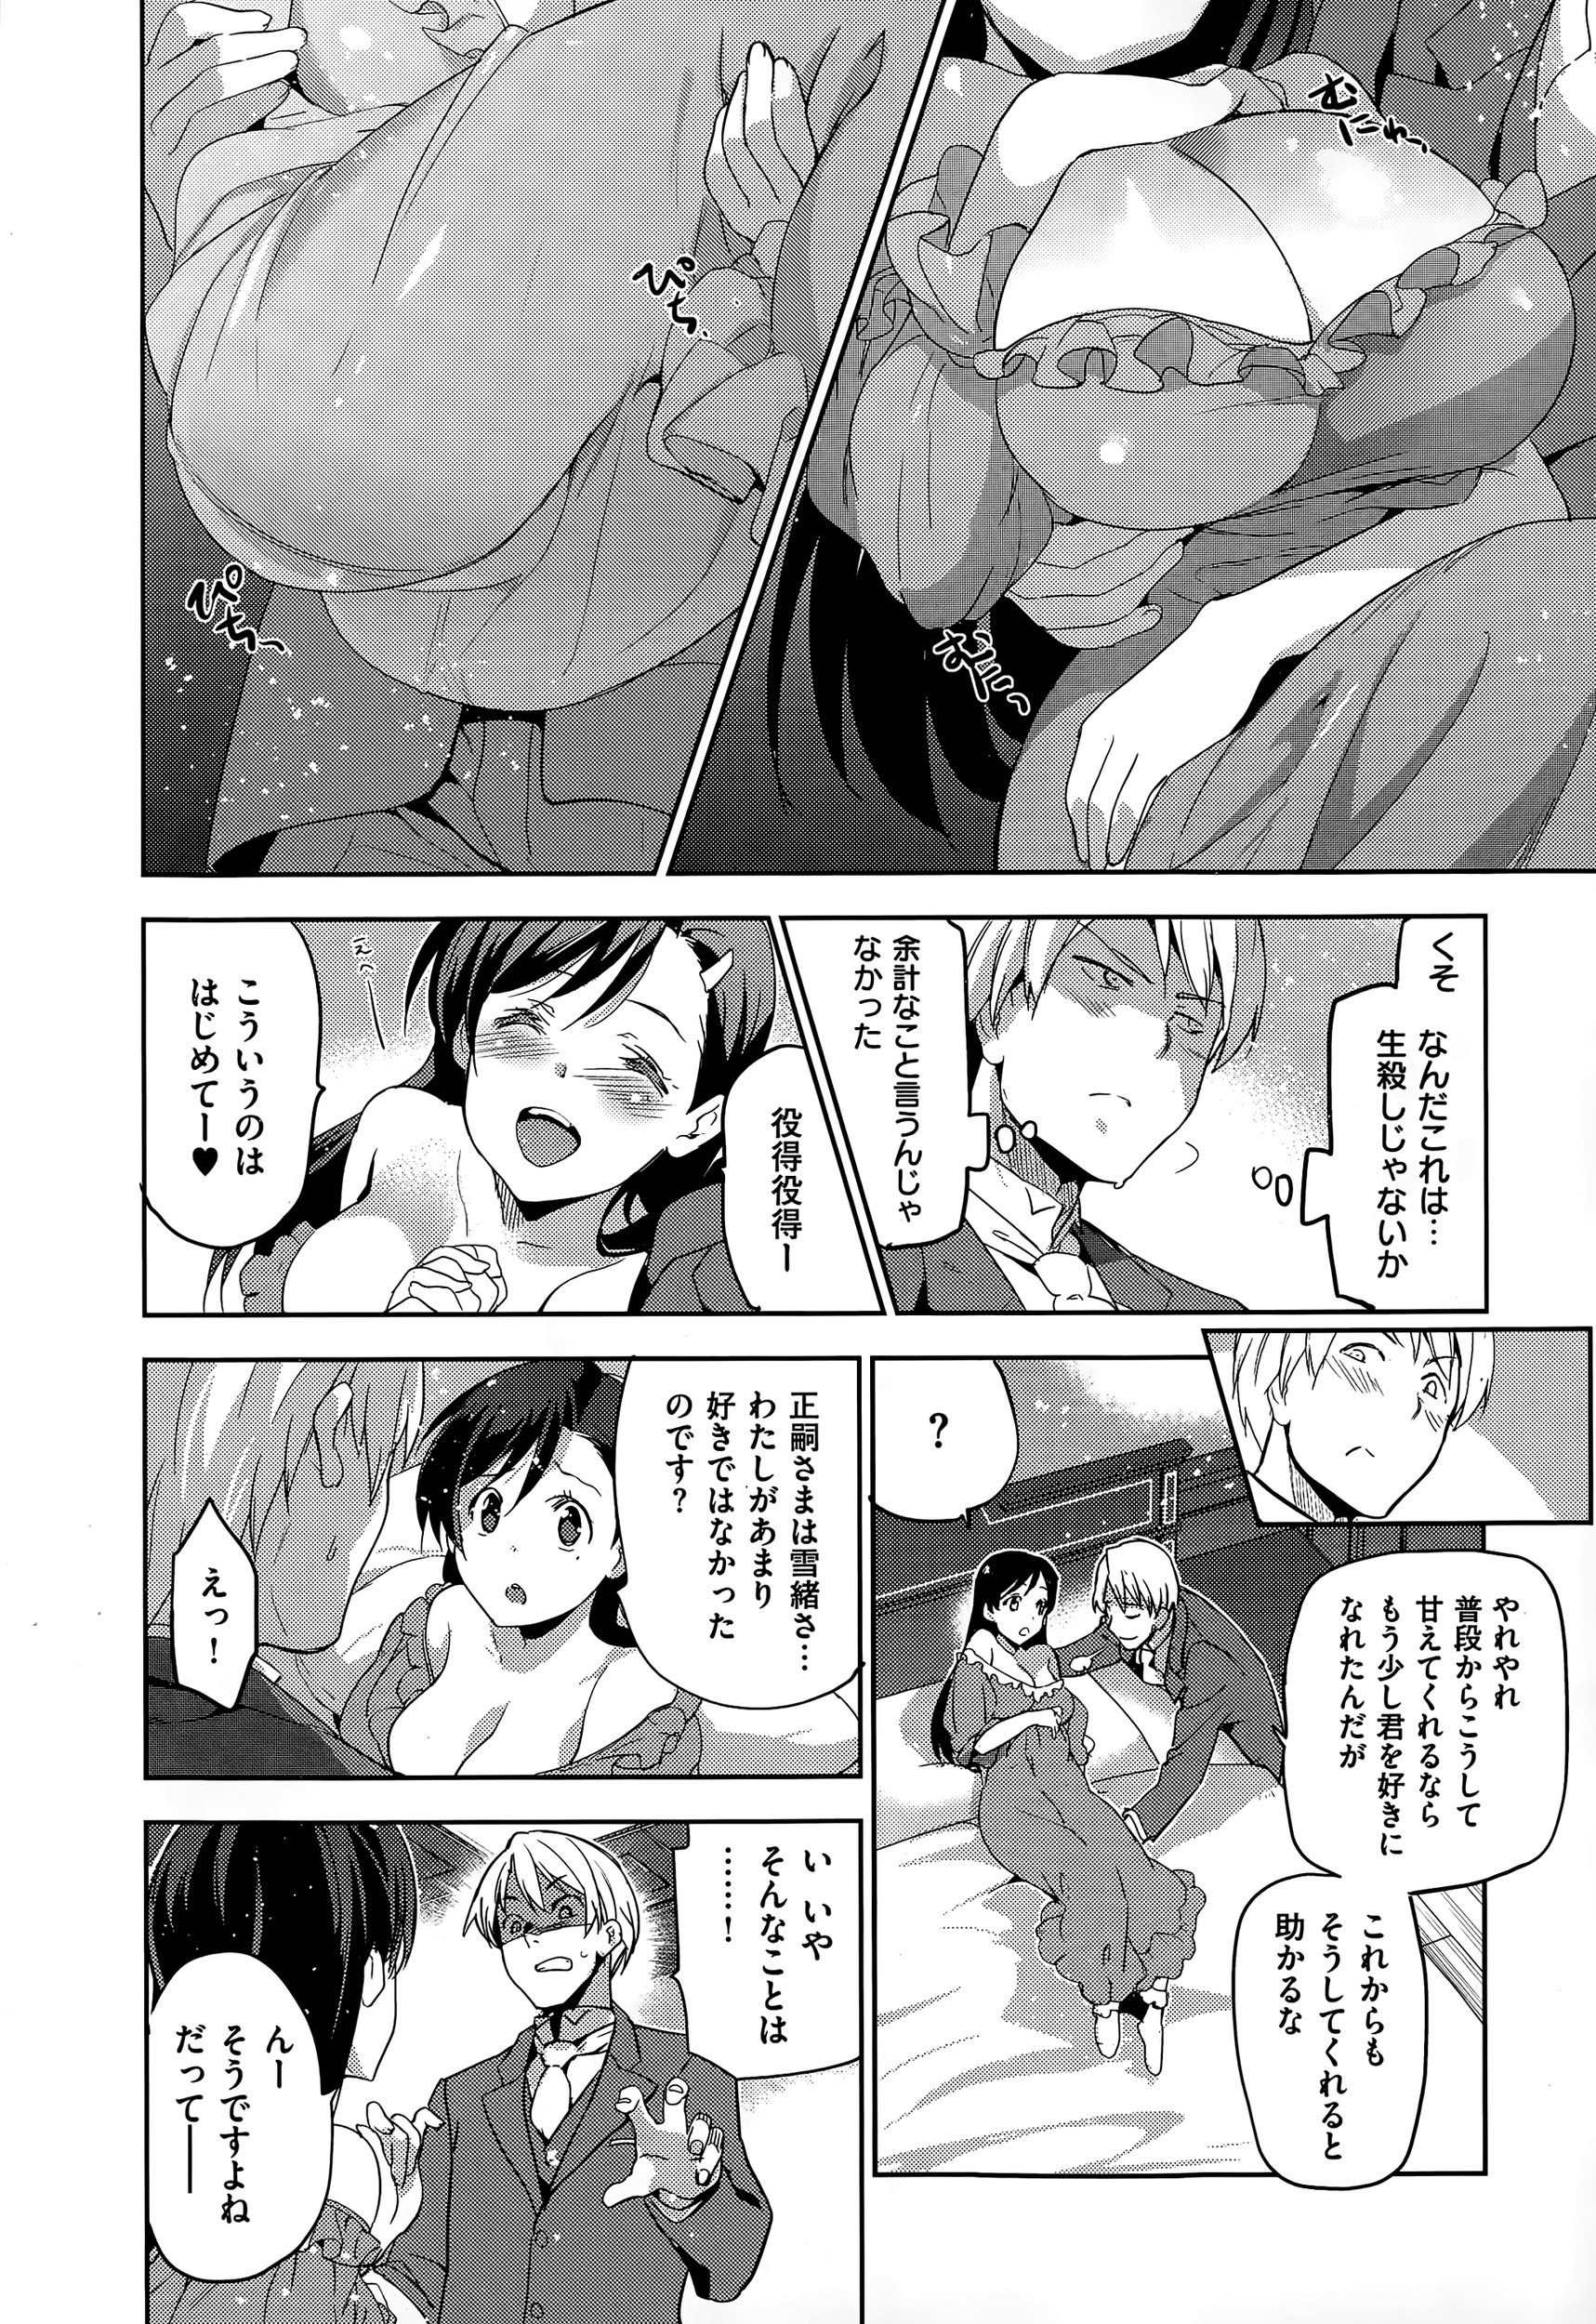 むにゅ
むにっ
ぴち
ぴちっ
くそ
なんだこれは…
生殺しじゃないか
余計なこと言うんじゃ
なかった
役得役得ー
えへー
こういうのは
はじめてー♥
やれやれ
普段からこうして
甘えてくれるなら
もう少し君を好きに
なれたんだが
これからも
そうしてくれると
助かるな
?
正嗣さまは雪緒さ…
わたしがあまり
好きではなかった
のです?
えっ!
い いや
そんなことは
……!
んー
そうですよね
だって──